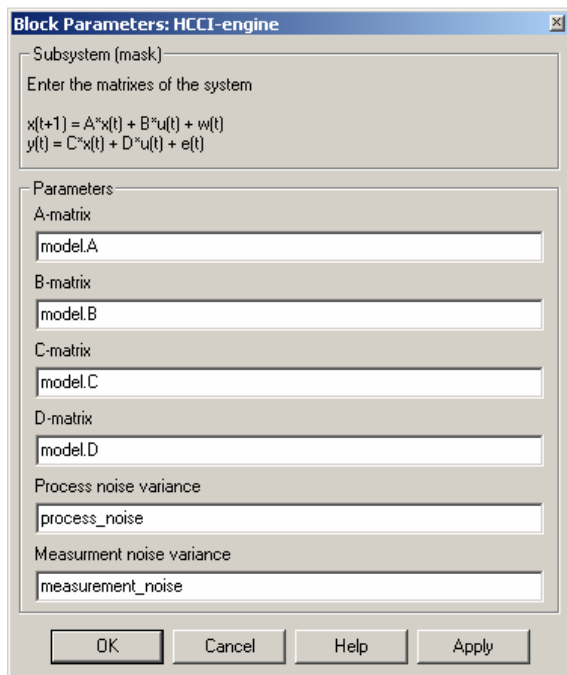 Block Parameters: HCCI-engine
Subsystem (mask)
Enter the matrixes of the system
x(t+1) = A*x(t) + B*u(t) + w(t)
y(t) = C*x(t) + D*u(t) + e(t)
Parameters
A-matrix
model.A
B-matrix
model.B
C-matrix
model.C
D-matrix
model.D
Process noise variance
process_noise
Measurment noise variance
measurement_noise
OK Cancel Help Apply